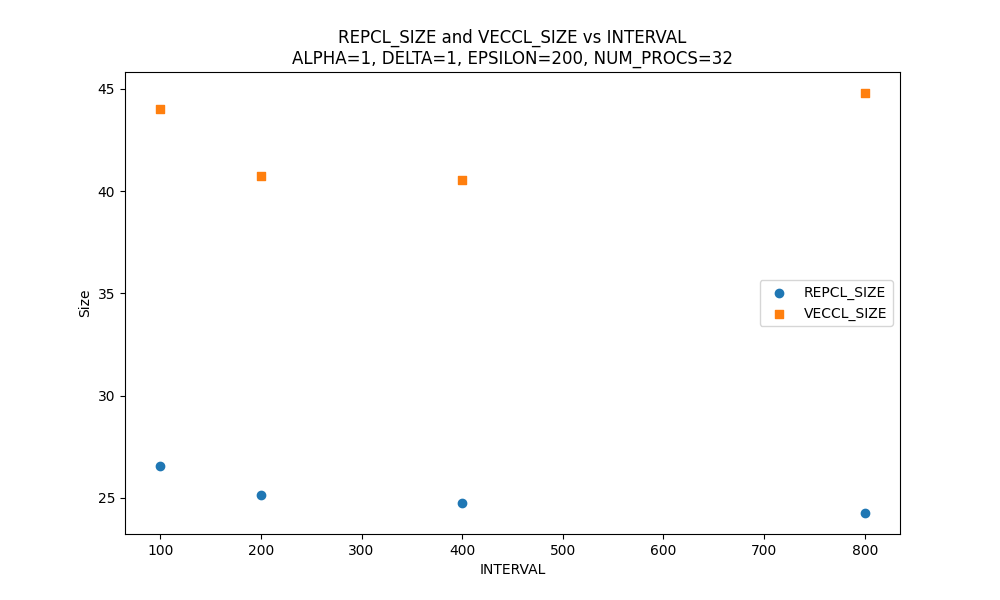 REPCL_SIZE and VECCL_SIZE vs INTERVAL
ALPHA=1, DELTA=1, EPSILON=200, NUM_PROCS=32
45
40
35
30
25
Size
REPCL_SIZE
VECCL_SIZE
100 200 300 400 500 600 700 800
INTERVAL